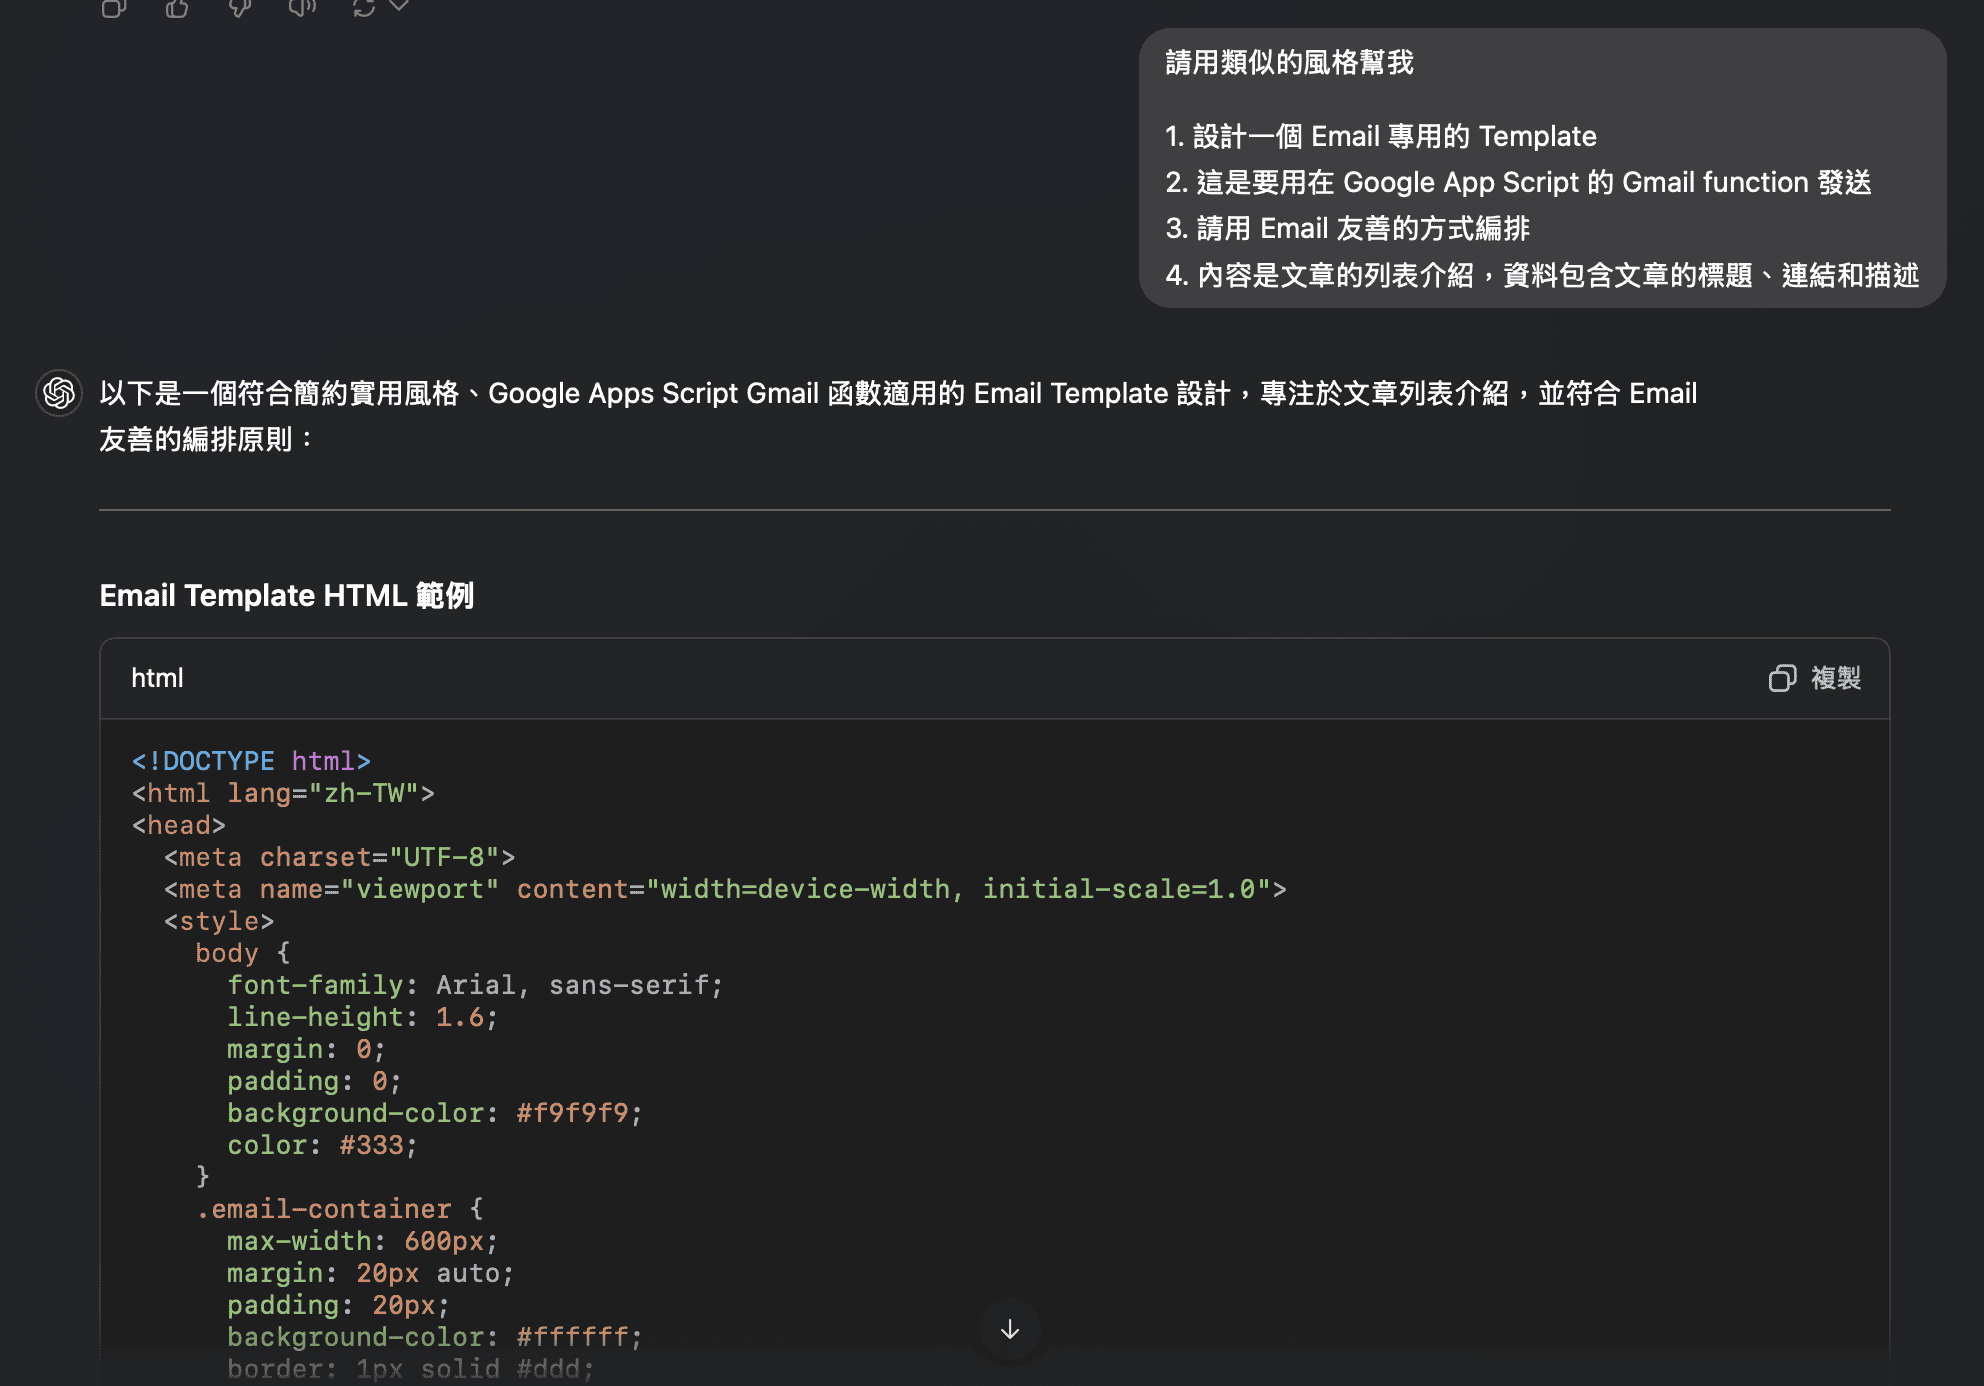 請用類似的風格幫我
1. 設計一個 Email 專用的 Template
2. 這是要用在 Google App Script 的 Gmail function 發送
3. 請用 Email 友善的方式編排
4. 內容是文章的列表介紹，資料包含文章的標題、連結和描述
以下是一個符合簡約實用風格、Google Apps Script Gmail 函數適用的 Email Template 設計，專注於文章列表介紹，並符合 Email
友善的編排原則：
Email Template HTML 範例
html
複製
<!DOCTYPE html>
<html lang="zh-TW">
<head>
  <meta charset="UTF-8">
  <meta name="viewport" content="width=device-width, initial-scale=1.0">
  <style>
    body {
      font-family: Arial, sans-serif;
      line-height: 1.6;
      margin: 0;
      padding: 0;
      background-color: #f9f9f9;
      color: #333;
    }
    .email-container {
      max-width: 600px;
      margin: 20px auto;
      padding: 20px;
      background-color: #ffffff;
      border: 1px solid #ddd;